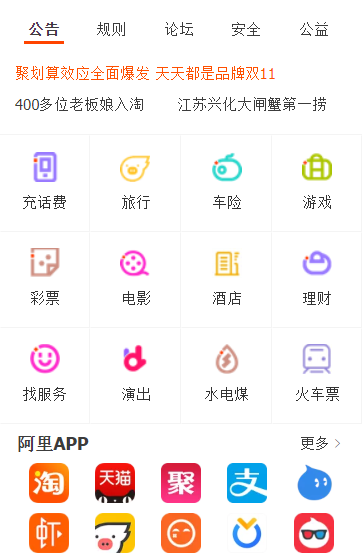 公告 规则 论坛 安全 公益
聚划算效应全面爆发 天天都是品牌双11
400多位老板娘入淘 江苏兴化大闸蟹第一捞
充话费 旅行 车险 游戏
彩票 电影 酒店 理财
找服务 演出 水电煤 火车票
阿里APP 更多
淘 天猫 聚 支
虾